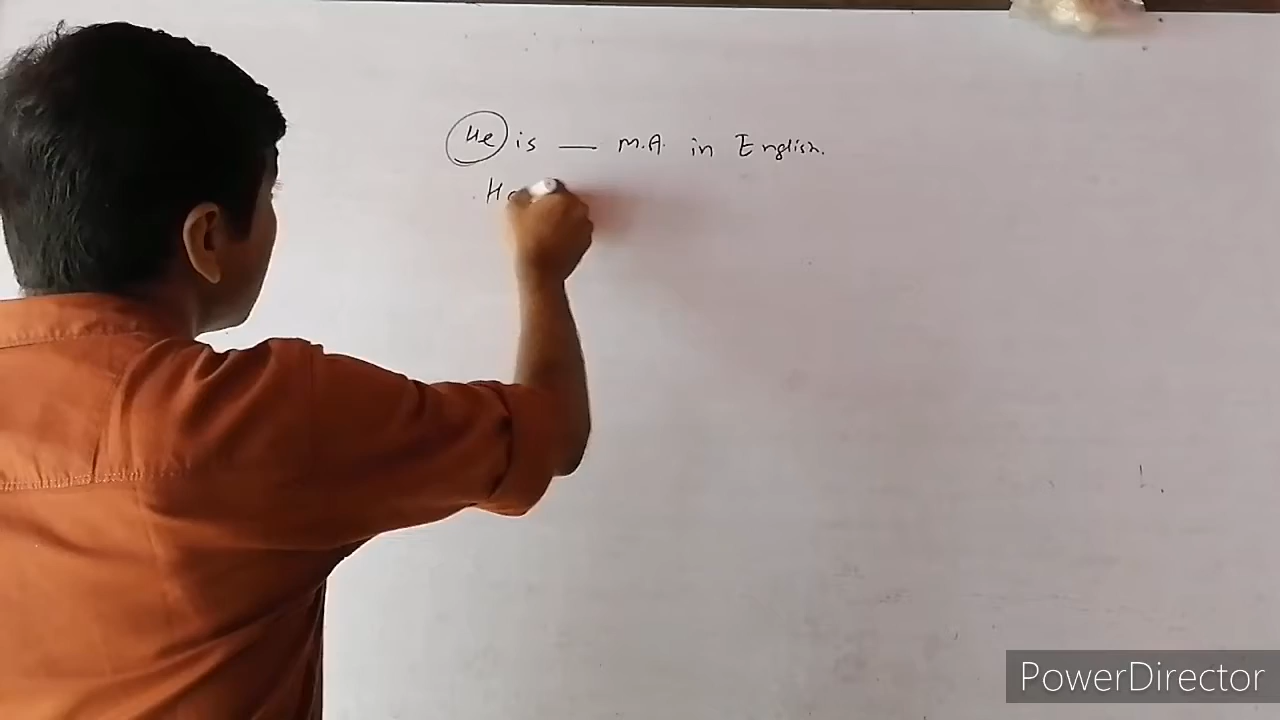 He is — M.A. in English.
PowerDirector